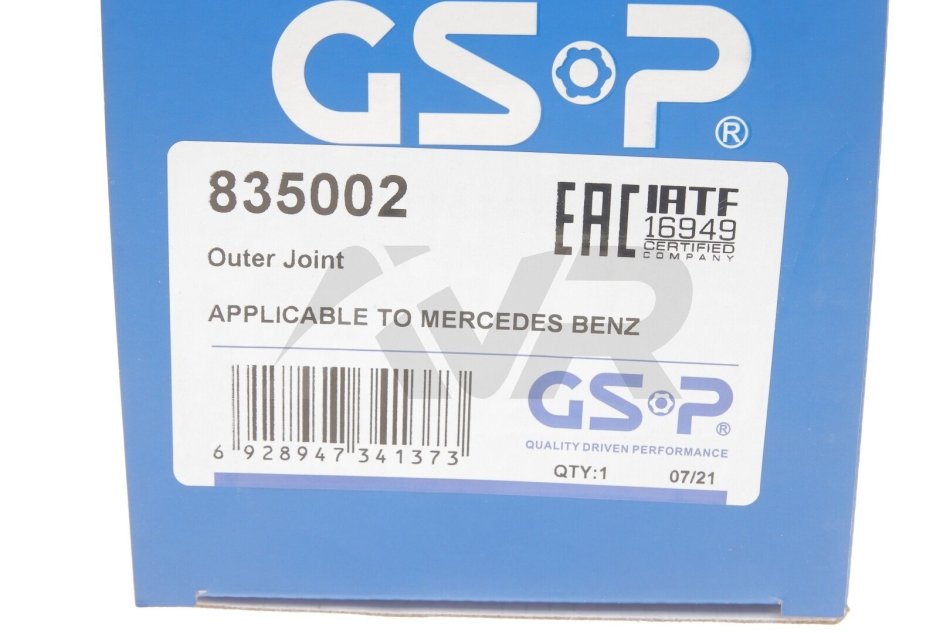 GSP®
835002
EAC IATF
16949
CERTIFIED
COMPANY
Outer Joint
APPLICABLE TO MERCEDES BENZ
6 928947 341373
GSP®
QUALITY DRIVEN PERFORMANCE
QTY:1 07/21